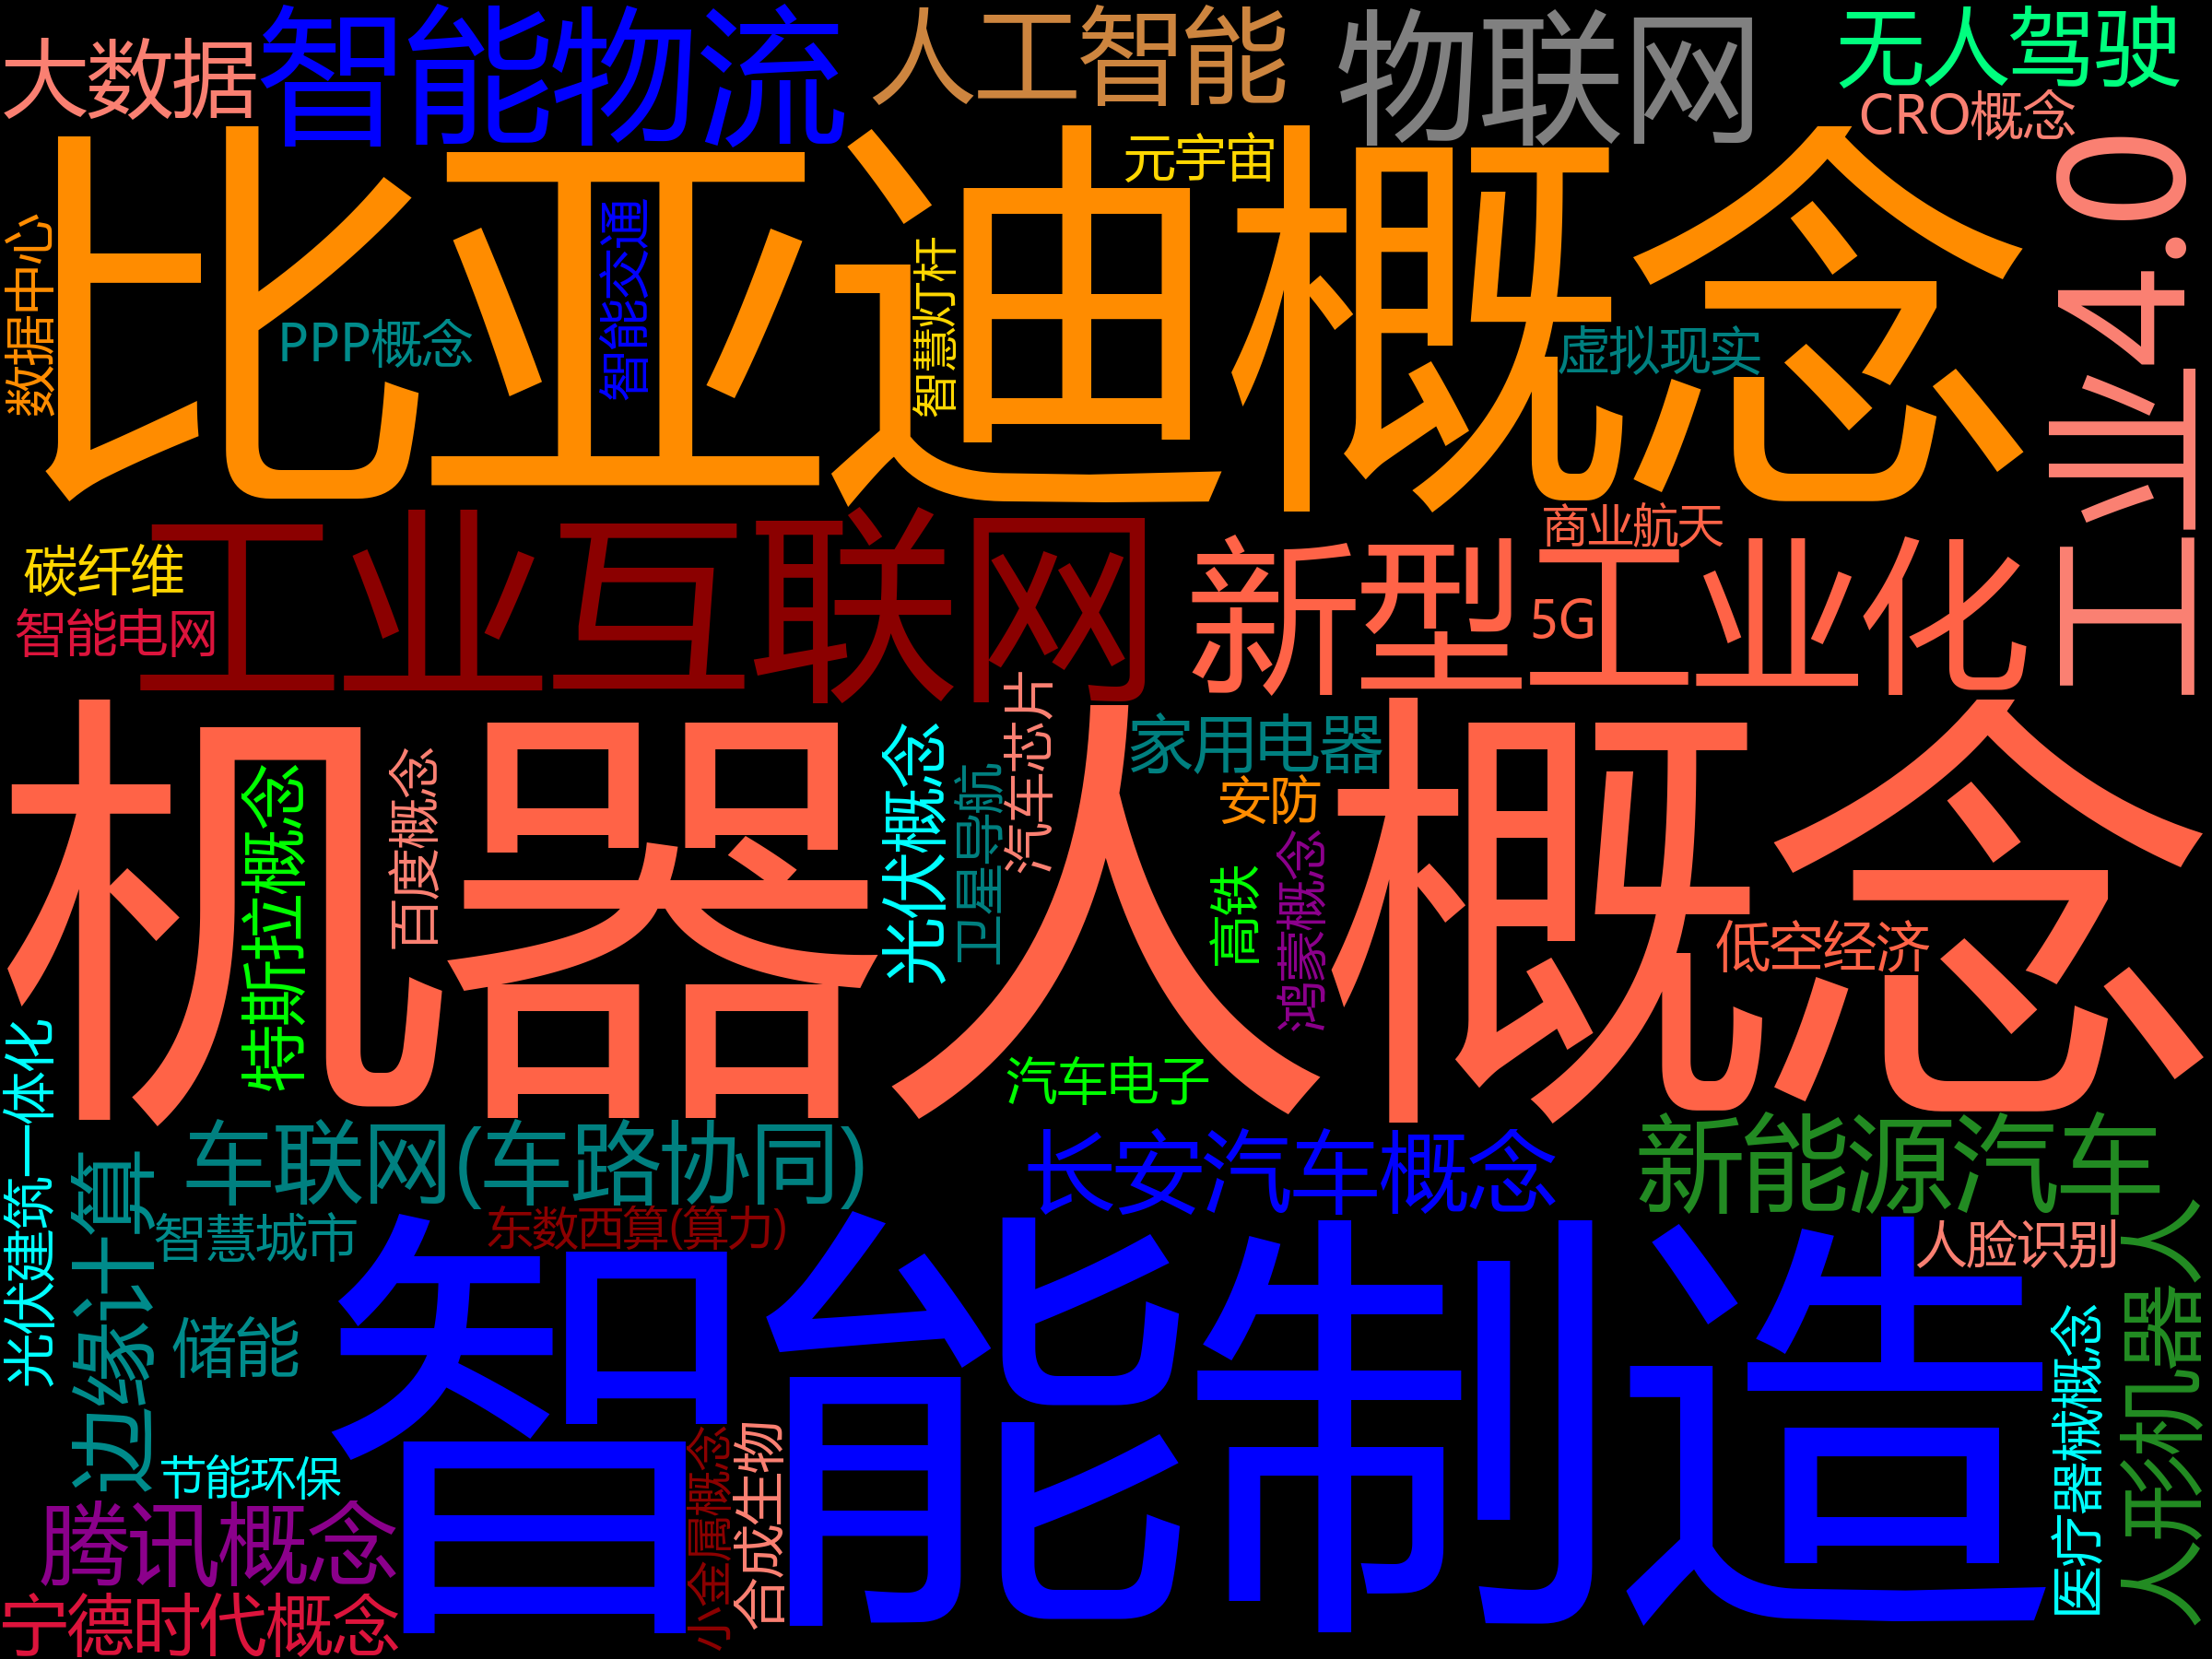 大数据
智能物流
人工智能
物联网
无人驾驶
CRO概念
元宇宙
比亚迪概念
数据中心
PPP概念
智能交通
智慧灯杆
虚拟现实
工业4.0
商业航天
碳纤维
工业互联网
新型工业化
5G
智能电网
机器人概念
特斯拉概念
百度概念
光伏概念
卫星导航
汽车芯片
家用电器
安防
高铁
鸿蒙概念
低空经济
汽车电子
光伏建筑一体化
车联网(车路协同)
长安汽车概念
新能源汽车
边缘计算
智慧城市
东数西算(算力)
人脸识别
智能制造
储能
人形机器人
医疗器械概念
节能环保
小金属概念
合成生物
腾讯概念
宁德时代概念